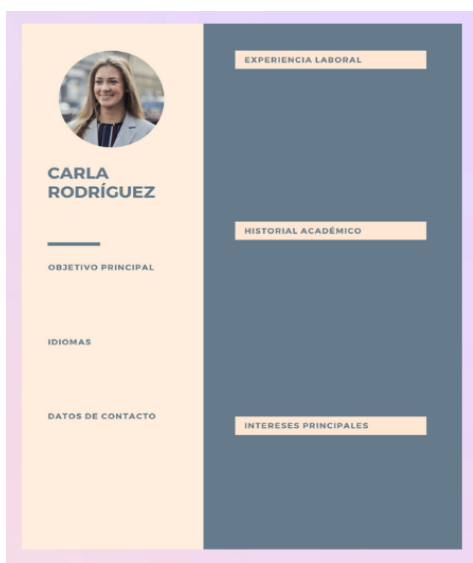 CARLA
RODRÍGUEZ
OBJETIVO PRINCIPAL
IDIOMAS
DATOS DE CONTACTO
EXPERIENCIA LABORAL
HISTORIAL ACADÉMICO
INTERESES PRINCIPALES